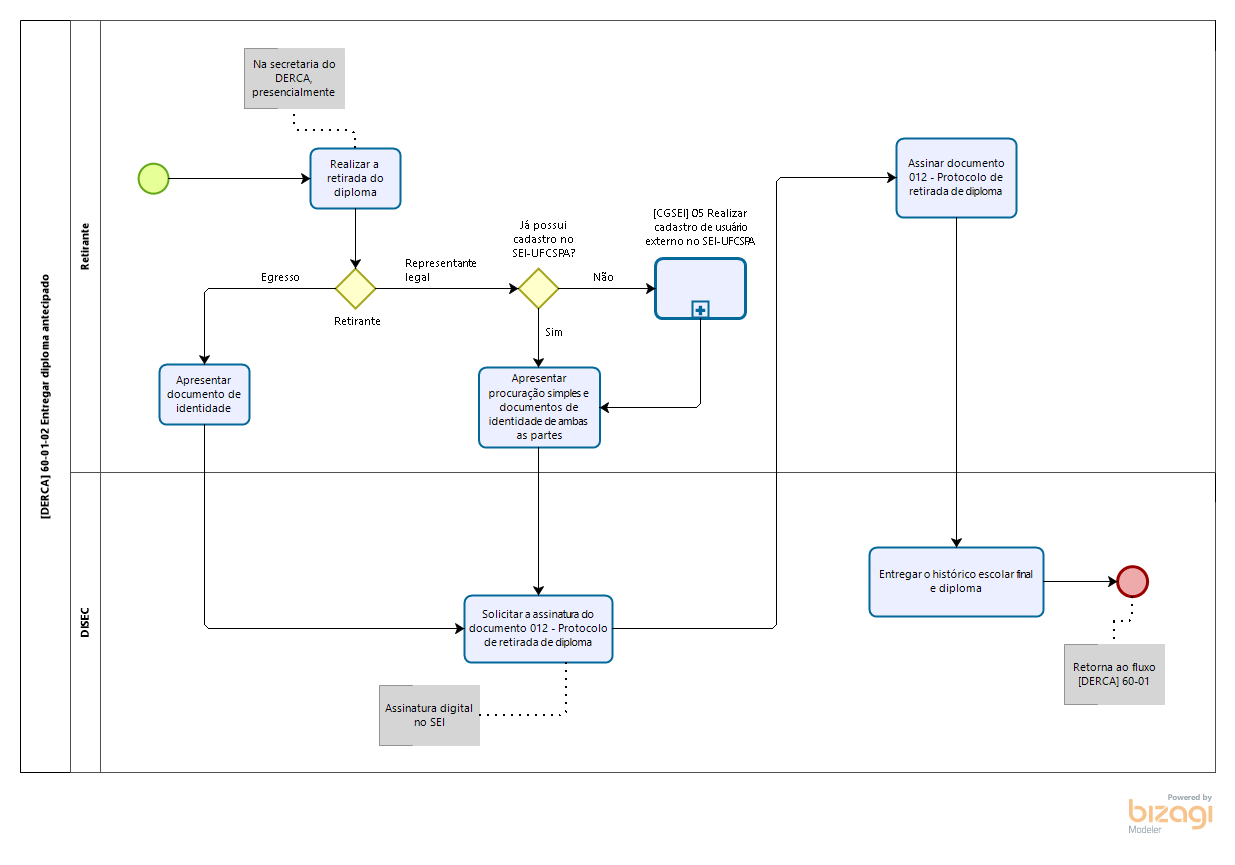 [DERCA] 60-01-02 Entregar diploma antecipado
Retirante
Na secretaria do
DERCA,
presencialmente
Realizar a
retirada do
diploma
Retirante
Egresso
Representante
legal
Já possui
cadastro no
SEI-UFCSPA?
Não
Sim
[CGSEI] 05 Realizar
cadastro de usuário
externo no SEI-UFCSPA
Apresentar
documento de
identidade
Apresentar
procuração simples e
documentos de
identidade de ambas
as partes
Assinar documento
012 - Protocolo de
retirada de diploma
DISEC
Solicitar a assinatura do
documento 012 - Protocolo
de retirada de diploma
Assinatura digital
no SEI
Entregar o histórico escolar final
e diploma
Retorna ao fluxo
[DERCA] 60-01
Powered by
bizagi
Modeler